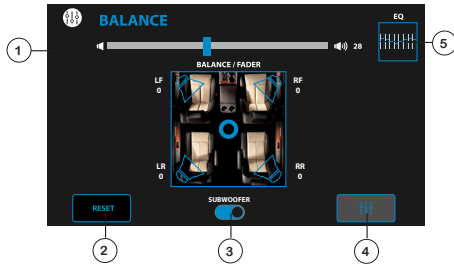 BALANCE
EQ
28
BALANCE / FADER
LF
0
RF
0
LR
0
RR
0
RESET
SUBWOOFER
1
2
3
4
5